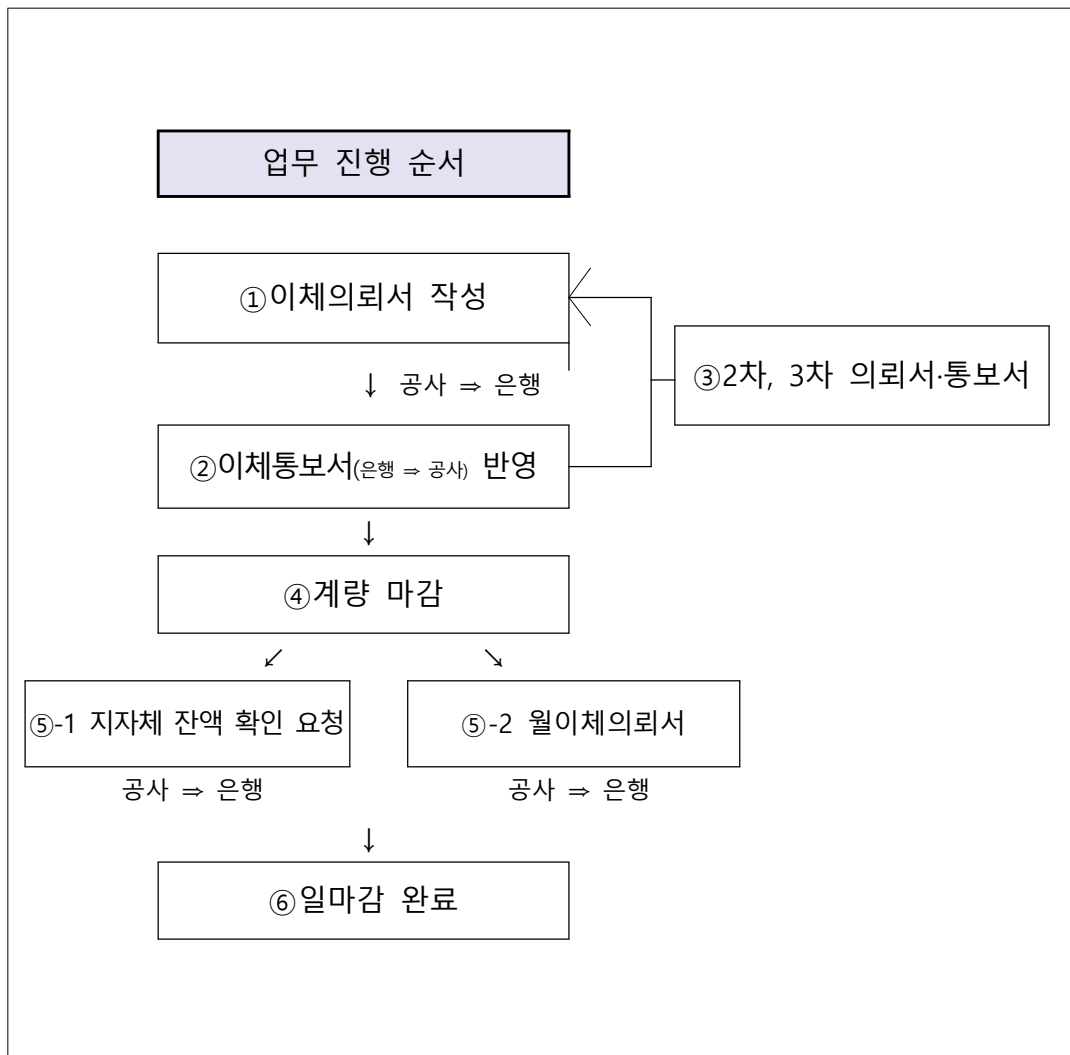 업무 진행 순서
①이체의뢰서 작성
↓ 공사 ⇒ 은행
③2차, 3차 의뢰서·통보서
②이체통보서(은행 ⇒ 공사) 반영
↓
④계량 마감
↙ ↘
⑤-1 지자체 잔액 확인 요청
⑤-2 월이체의뢰서
공사 ⇒ 은행
공사 ⇒ 은행
↓
⑥일마감 완료